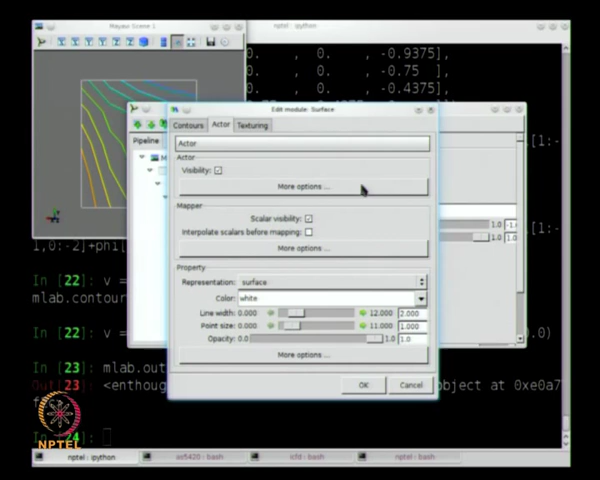 Mayavi Scene 1
nptel : ipython
0. , 0. , -0.9375],
0. , 0. , -0.75 ],
0. , 0. , -0.4375],
Edit module: Surface
Contours Actor Texturing
Pipeline
Actor
[1:-
Actor
Visibility:
More options ...
Mapper
Scalar visibility:
Interpolate scalars before mapping:
1.0 -1.
[1:-
1.0 1.0
1,0:-2]+phi[
More options ...
Property
Representation: surface
In [22]: v =
mlab.contour
Color: white
Line width: 0.000 12.000 2.000
Point size: 0.000 11.000 1.000
In [22]: v =
.0)
Opacity: 0.0 1.0 1.0
More options ...
In [23]: mlab.out
Out[23]: <enthoug
object at 0xe0a7
OK Cancel
In [24]:
NPTEL
nptel : ipython as5420 : bash icfd : bash nptel : bash